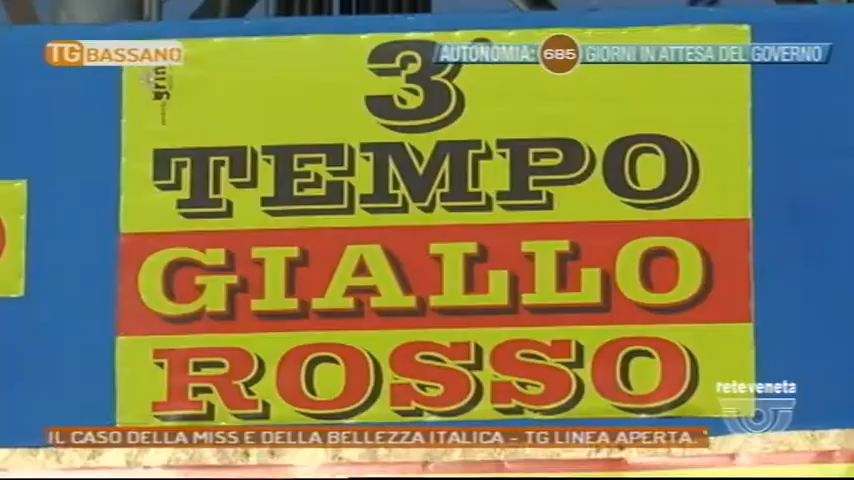 TG BASSANO
AUTONOMIA: 685 GIORNI IN ATTESA DEL GOVERNO
3°
TEMPO
GIALLO
ROSSO
reteveneta
IL CASO DELLA MISS E DELLA BELLEZZA ITALICA - TG LINEA APERTA.